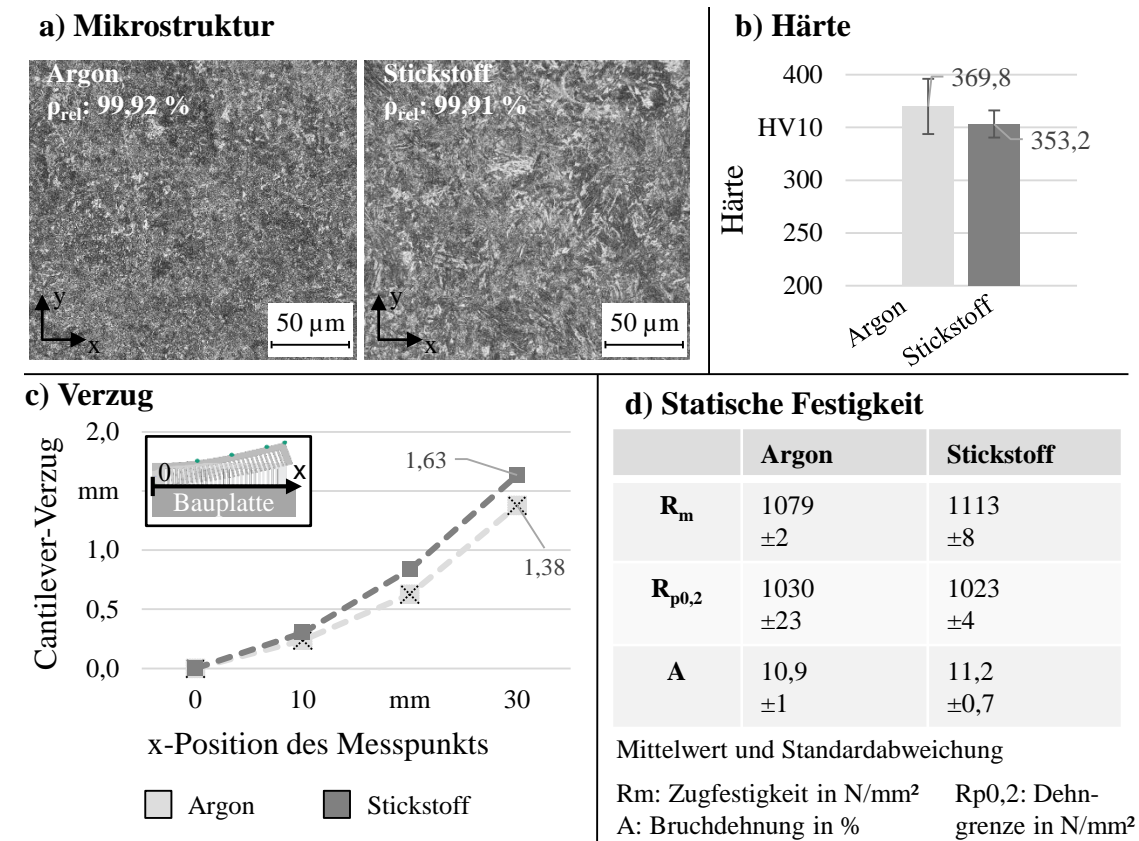 a) Mikrostruktur
Argon
ρrel: 99,92 %
y
x
50 µm
Stickstoff
ρrel: 99,91 %
y
x
50 µm
b) Härte
400
HV10
300
250
200
Härte
369,8
353,2
Argon
Stickstoff
c) Verzug
Cantilever-Verzug
2,0
mm
1,0
0,5
0,0
0
x
Bauplatte
1,63
1,38
0
10
mm
30
x-Position des Messpunkts
Argon
Stickstoff
d) Statische Festigkeit
Argon Stickstoff
Rm 1079 1113
±2 ±8
Rp0,2 1030 1023
±23 ±4
A 10,9 11,2
±1 ±0,7
Mittelwert und Standardabweichung
Rm: Zugfestigkeit in N/mm²
A: Bruchdehnung in %
Rp0,2: Dehn-
grenze in N/mm²